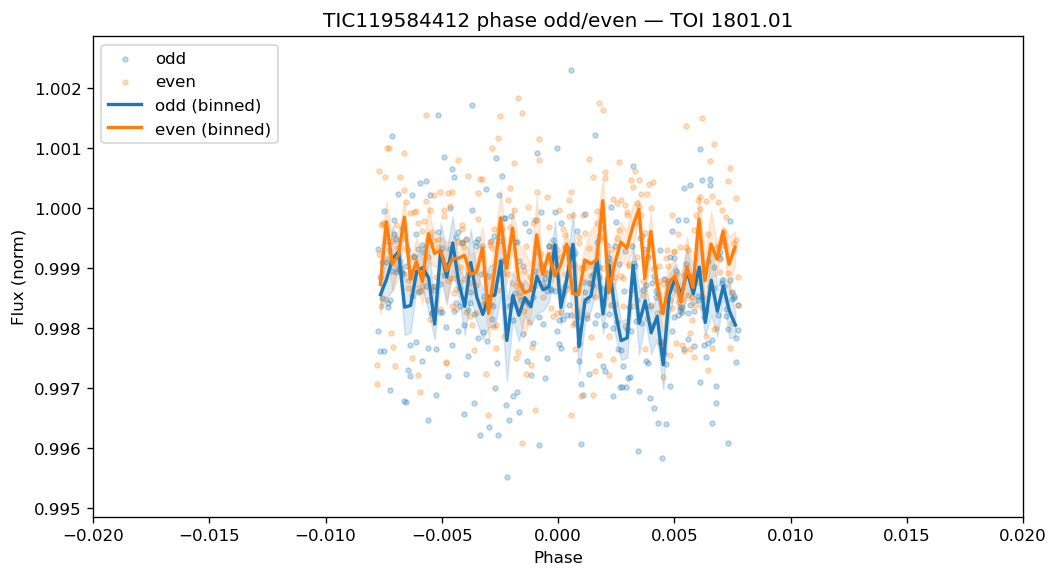 TIC119584412 phase odd/even — TOI 1801.01
odd
even
odd (binned)
even (binned)
1.002
1.001
1.000
0.999
0.998
0.997
0.996
0.995
Flux (norm)
−0.020
−0.015
−0.010
−0.005
0.000
0.005
0.010
0.015
0.020
Phase